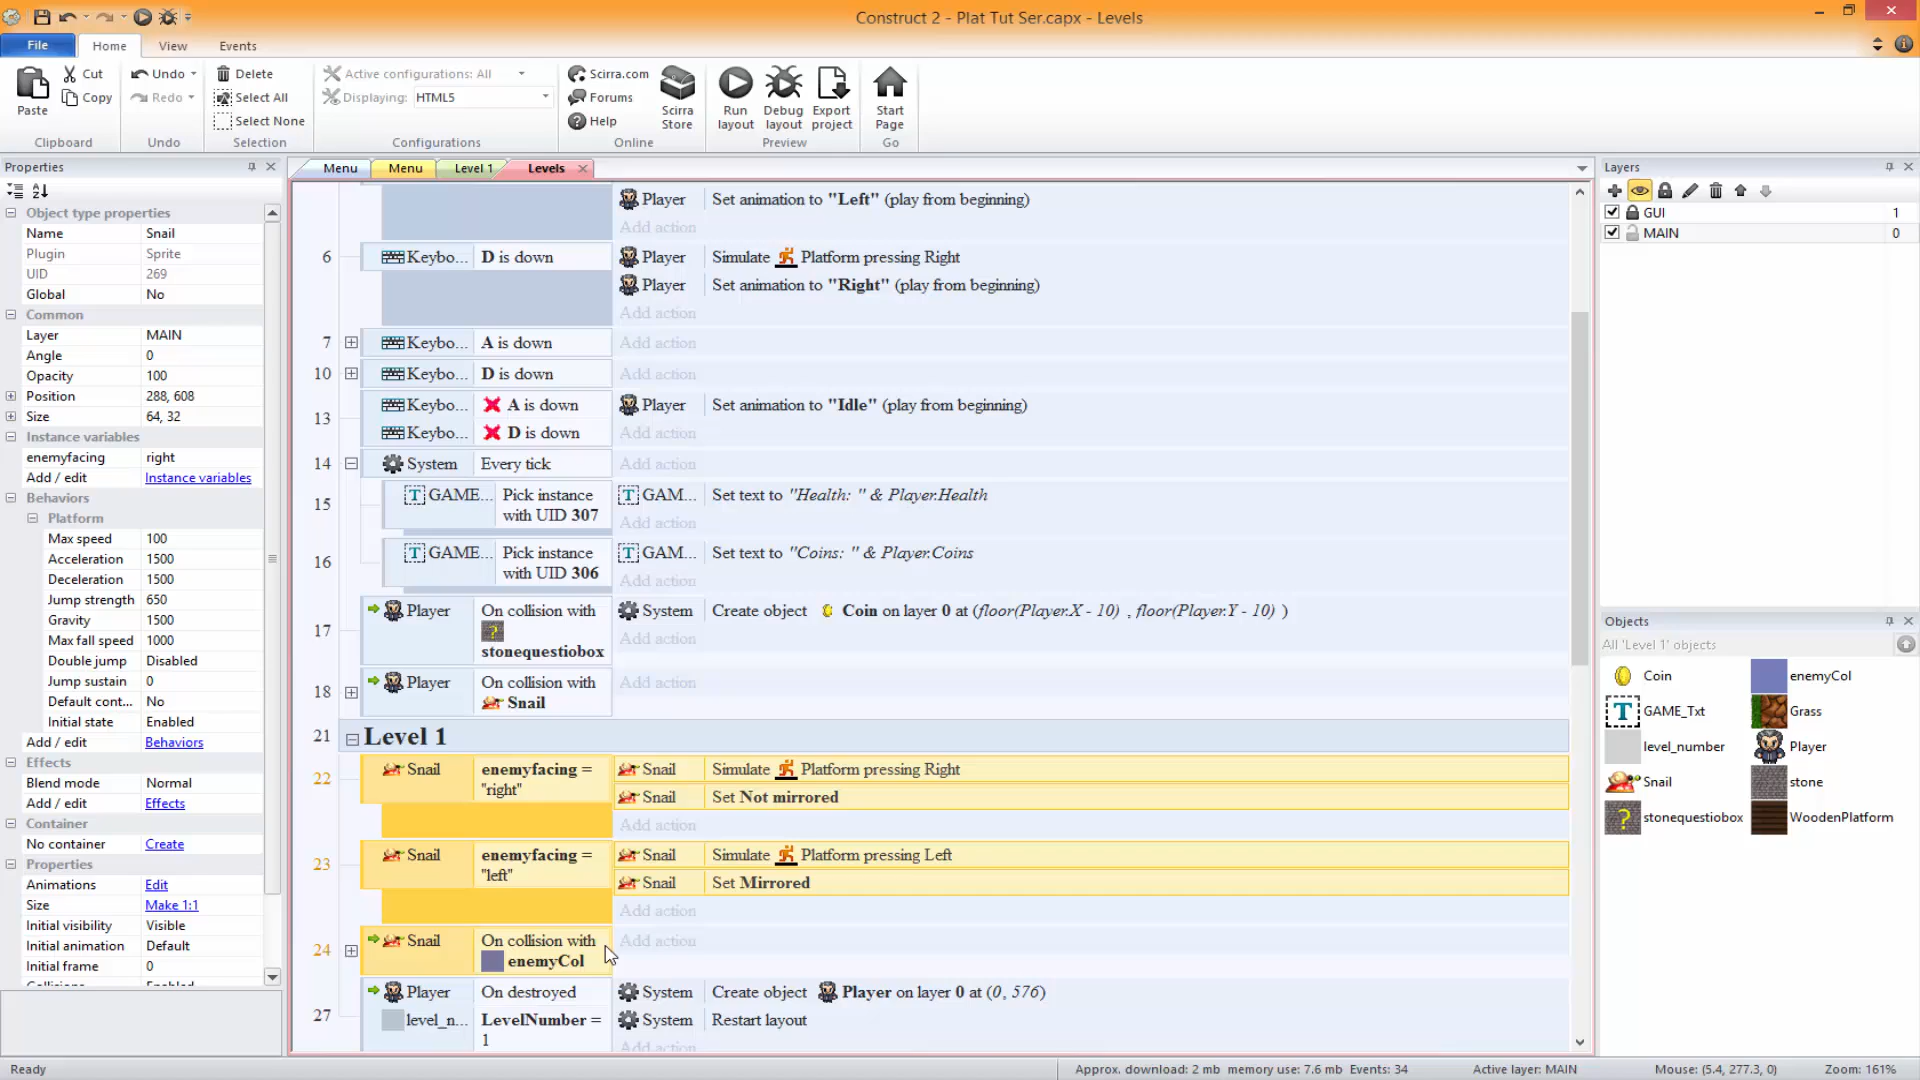 Construct 2 - Plat Tut Ser.capx - Levels
File
Home
View
Events
Paste
Cut
Copy
Clipboard
Undo
Redo
Undo
Delete
Select All
Select None
Selection
Active configurations: All
Displaying: HTML5
Configurations
Scirra.com
Forums
Help
Scirra Store
Online
Run layout
Debug layout
Export project
Preview
Start Page
Go
Properties
Object type properties
Name Snail
Plugin Sprite
UID 269
Global No
Common
Layer MAIN
Angle 0
Opacity 100
Position 288, 608
Size 64, 32
Instance variables
enemyfacing right
Add / edit Instance variables
Behaviors
Platform
Max speed 100
Acceleration 1500
Deceleration 1500
Jump strength 650
Gravity 1500
Max fall speed 1000
Double jump Disabled
Jump sustain 0
Default cont... No
Initial state Enabled
Add / edit Behaviors
Effects
Blend mode Normal
Add / edit Effects
Container
No container Create
Properties
Animations Edit
Size Make 1:1
Initial visibility Visible
Initial animation Default
Initial frame 0
Menu
Menu
Level 1
Levels
Player Set animation to "Left" (play from beginning)
Add action
6 Keybo... D is down Player Simulate Platform pressing Right
Player Set animation to "Right" (play from beginning)
Add action
7 Keybo... A is down Add action
10 Keybo... D is down Add action
13 Keybo... A is down Player Set animation to "Idle" (play from beginning)
Keybo... D is down Add action
14 System Every tick Add action
15 GAME... Pick instance with UID 307 GAM... Set text to "Health: " & Player.Health
Add action
16 GAME... Pick instance with UID 306 GAM... Set text to "Coins: " & Player.Coins
Add action
17 Player On collision with stonequestiobox System Create object Coin on layer 0 at (floor(Player.X - 10) , floor(Player.Y - 10) )
Add action
18 Player On collision with Snail Add action
21 Level 1
22 Snail enemyfacing = "right" Snail Simulate Platform pressing Right
Snail Set Not mirrored
Add action
23 Snail enemyfacing = "left" Snail Simulate Platform pressing Left
Snail Set Mirrored
Add action
24 Snail On collision with enemyCol Add action
27 Player On destroyed System Create object Player on layer 0 at (0, 576)
level_n... LevelNumber = 1 System Restart layout
Add action
Layers
GUI 1
MAIN 0
Objects
All 'Level 1' objects
Coin
enemyCol
GAME_Txt
Grass
level_number
Player
Snail
stone
stonequestiobox
WoodenPlatform
Ready
Approx. download: 2 mb memory use: 7.6 mb Events: 34
Active layer: MAIN
Mouse: (5.4, 277.3, 0)
Zoom: 161%